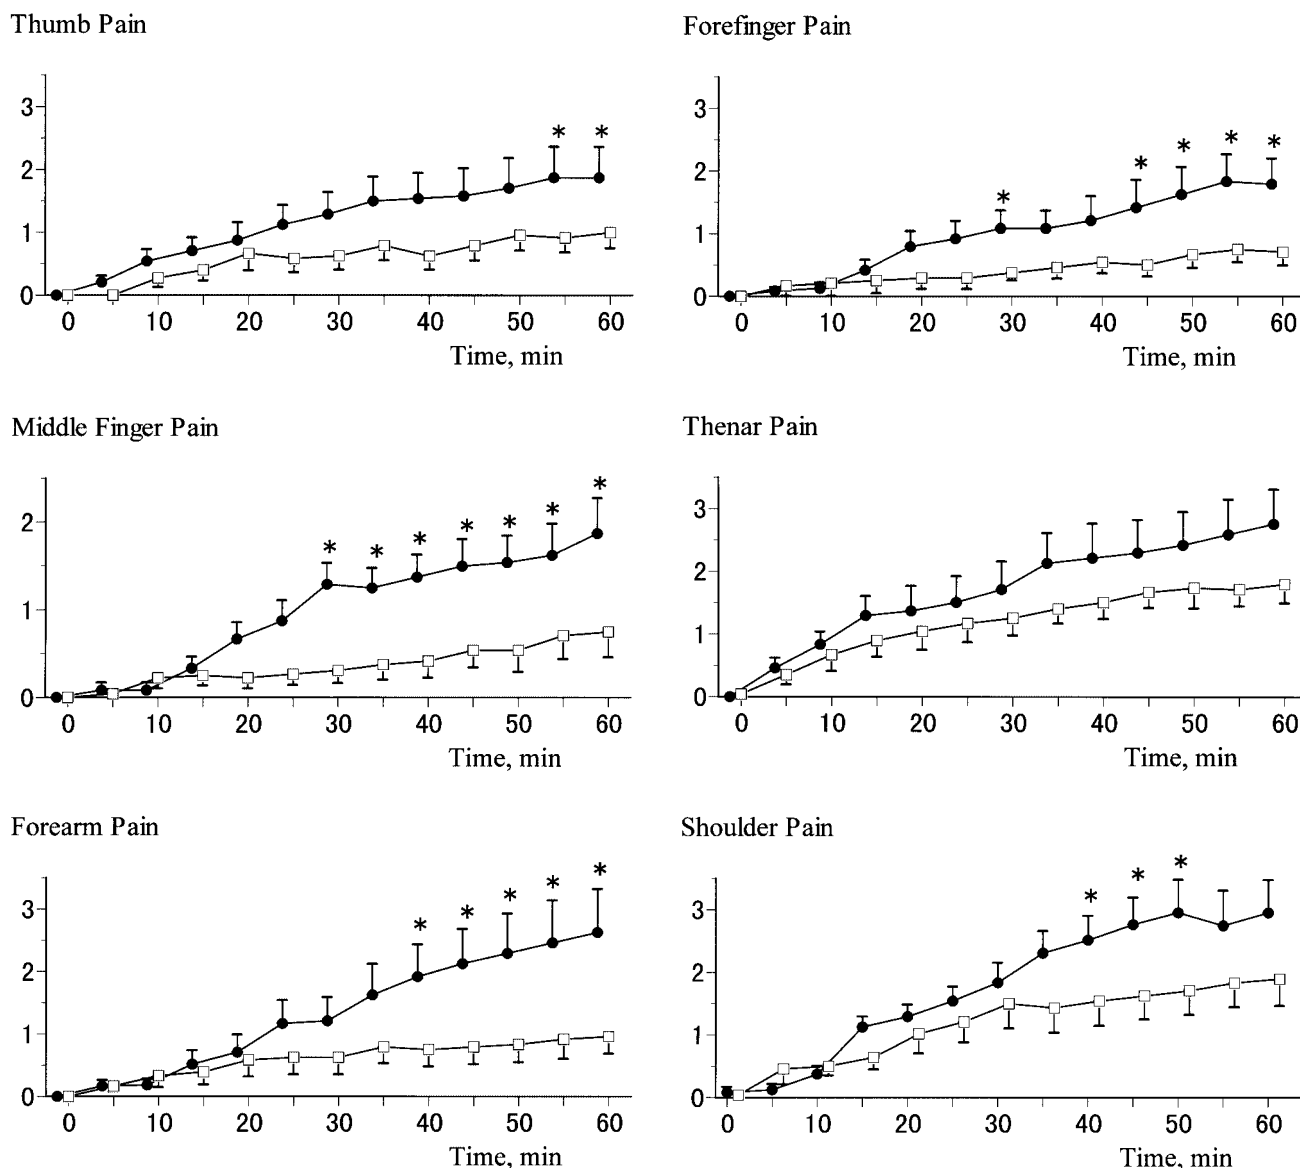 Thumb Pain
3
2
1
0
* *
0 10 20 30 40 50 60
Time, min
Forefinger Pain
3
2
1
0
* * * * *
0 10 20 30 40 50 60
Time, min
Middle Finger Pain
2
1
0
* * * * * * *
0 10 20 30 40 50 60
Time, min
Thenar Pain
3
2
1
0
0 10 20 30 40 50 60
Time, min
Forearm Pain
3
2
1
0
* * * * *
0 10 20 30 40 50 60
Time, min
Shoulder Pain
3
2
1
0
* * *
0 10 20 30 40 50 60
Time, min